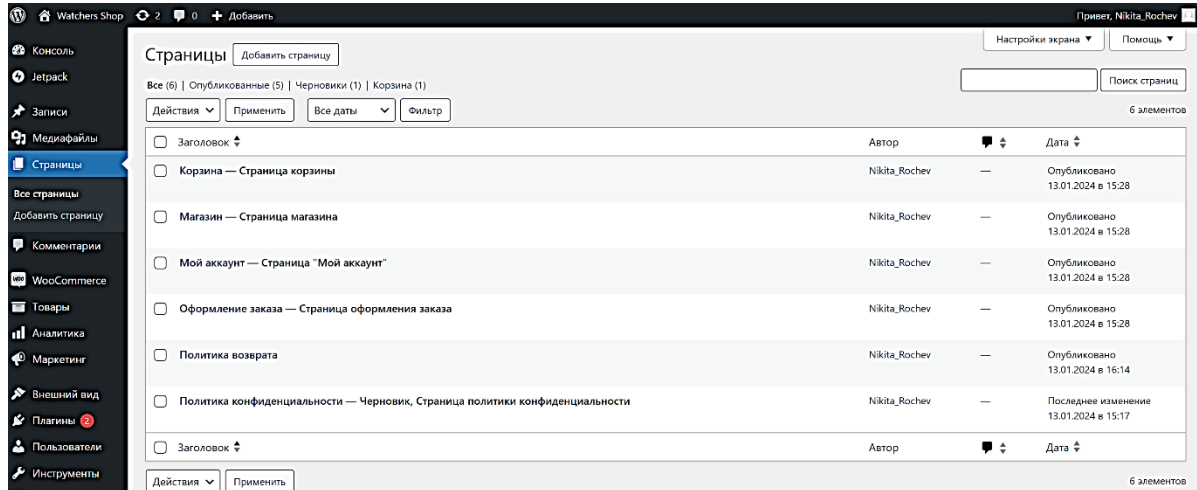 Watchers Shop 2 0 + Добавить Привет, Nikita_Rochev
Настройки экрана ▼ Помощь ▼
Консоль
Jetpack
Записи
Медиафайлы
Страницы
Все страницы
Добавить страницу
Комментарии
WooCommerce
Товары
Аналитика
Маркетинг
Внешний вид
Плагины 2
Пользователи
Инструменты
Страницы Добавить страницу
Все (6) | Опубликованные (5) | Черновики (1) | Корзина (1)
Поиск страниц
Действия Применить Все даты Фильтр 6 элементов
Заголовок Автор Дата
Корзина — Страница корзины Nikita_Rochev — Опубликовано
13.01.2024 в 15:28
Магазин — Страница магазина Nikita_Rochev — Опубликовано
13.01.2024 в 15:28
Мой аккаунт — Страница "Мой аккаунт" Nikita_Rochev — Опубликовано
13.01.2024 в 15:28
Оформление заказа — Страница оформления заказа Nikita_Rochev — Опубликовано
13.01.2024 в 15:28
Политика возврата Nikita_Rochev — Опубликовано
13.01.2024 в 16:14
Политика конфиденциальности — Черновик, Страница политики конфиденциальности Nikita_Rochev — Последнее изменение
13.01.2024 в 15:17
Заголовок Автор Дата
Действия Применить 6 элементов